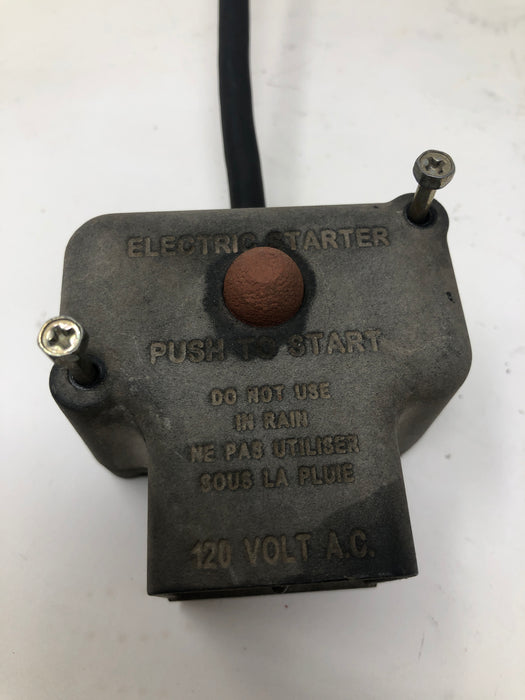 ELECTRIC STARTER
PUSH TO START
DO NOT USE
IN RAIN
NE PAS UTILISER
SOUS LA PLUIE
120 VOLT A.C.